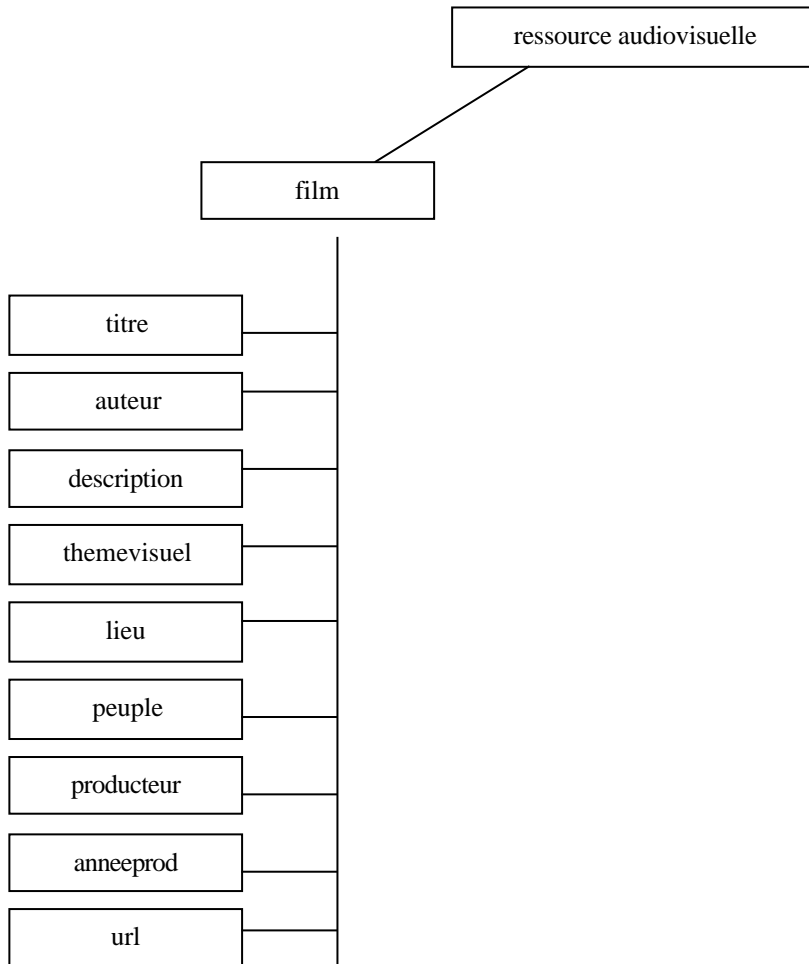 ressource audiovisuelle
film
titre
auteur
description
themevisuel
lieu
peuple
producteur
anneeprod
url